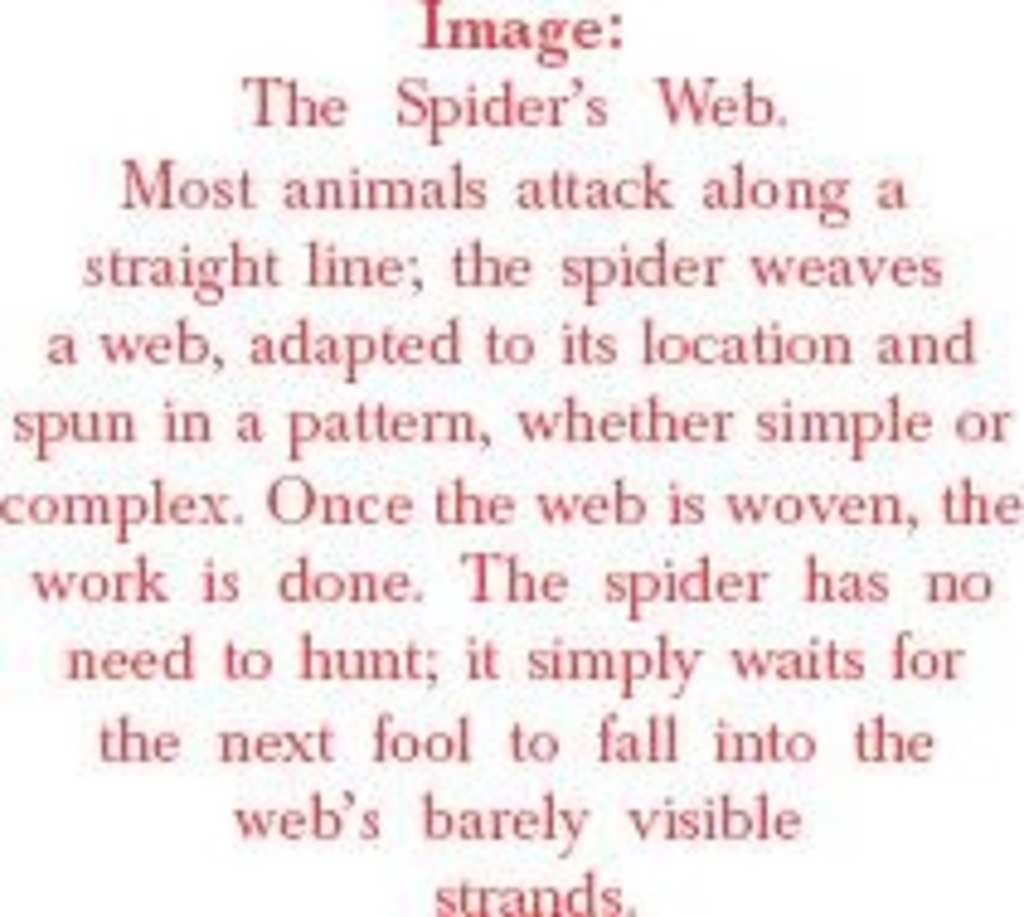 Image:
The Spider’s Web.
Most animals attack along a
straight line; the spider weaves
a web, adapted to its location and
spun in a pattern, whether simple or
complex. Once the web is woven, the
work is done. The spider has no
need to hunt; it simply waits for
the next fool to fall into the
web’s barely visible
strands.